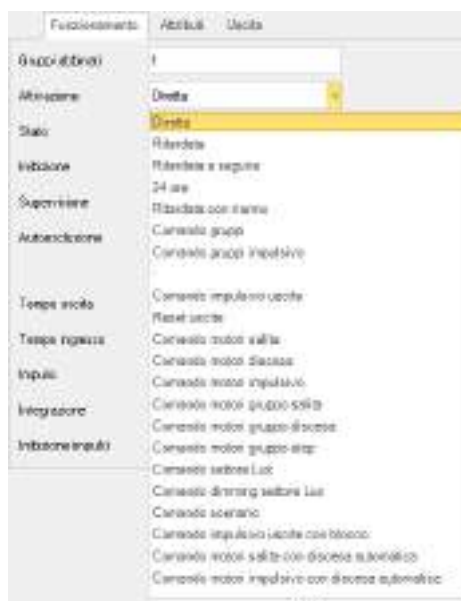 Funzionamento Attributi Uscita
Gruppi abbinati 1
Attivazione Diretta
Diretta
Stato
Ritardata
Inibizione Ritardata a seguire
24 ore
Supervisione Ritardata con
Autoesclusione Comando gruppi
Comando gruppi impulsivo
Tempo uscita Comando impulsivo uscite
Reset uscite
Tempo ingresso Comando motori salita
Comando motori discesa
Impulsi Comando motori impulsivo
Integrazione Comando motori gruppo salita
Comando motori gruppo discesa
Inibizione impulsi Comando motori gruppo stop
Comando settore Lux
Comando dimming settore Lux
Comando scenario
Comando impulsivo uscite con blocco
Comando motori salita con discesa automatica
Comando motori impulsivo con discesa automatica